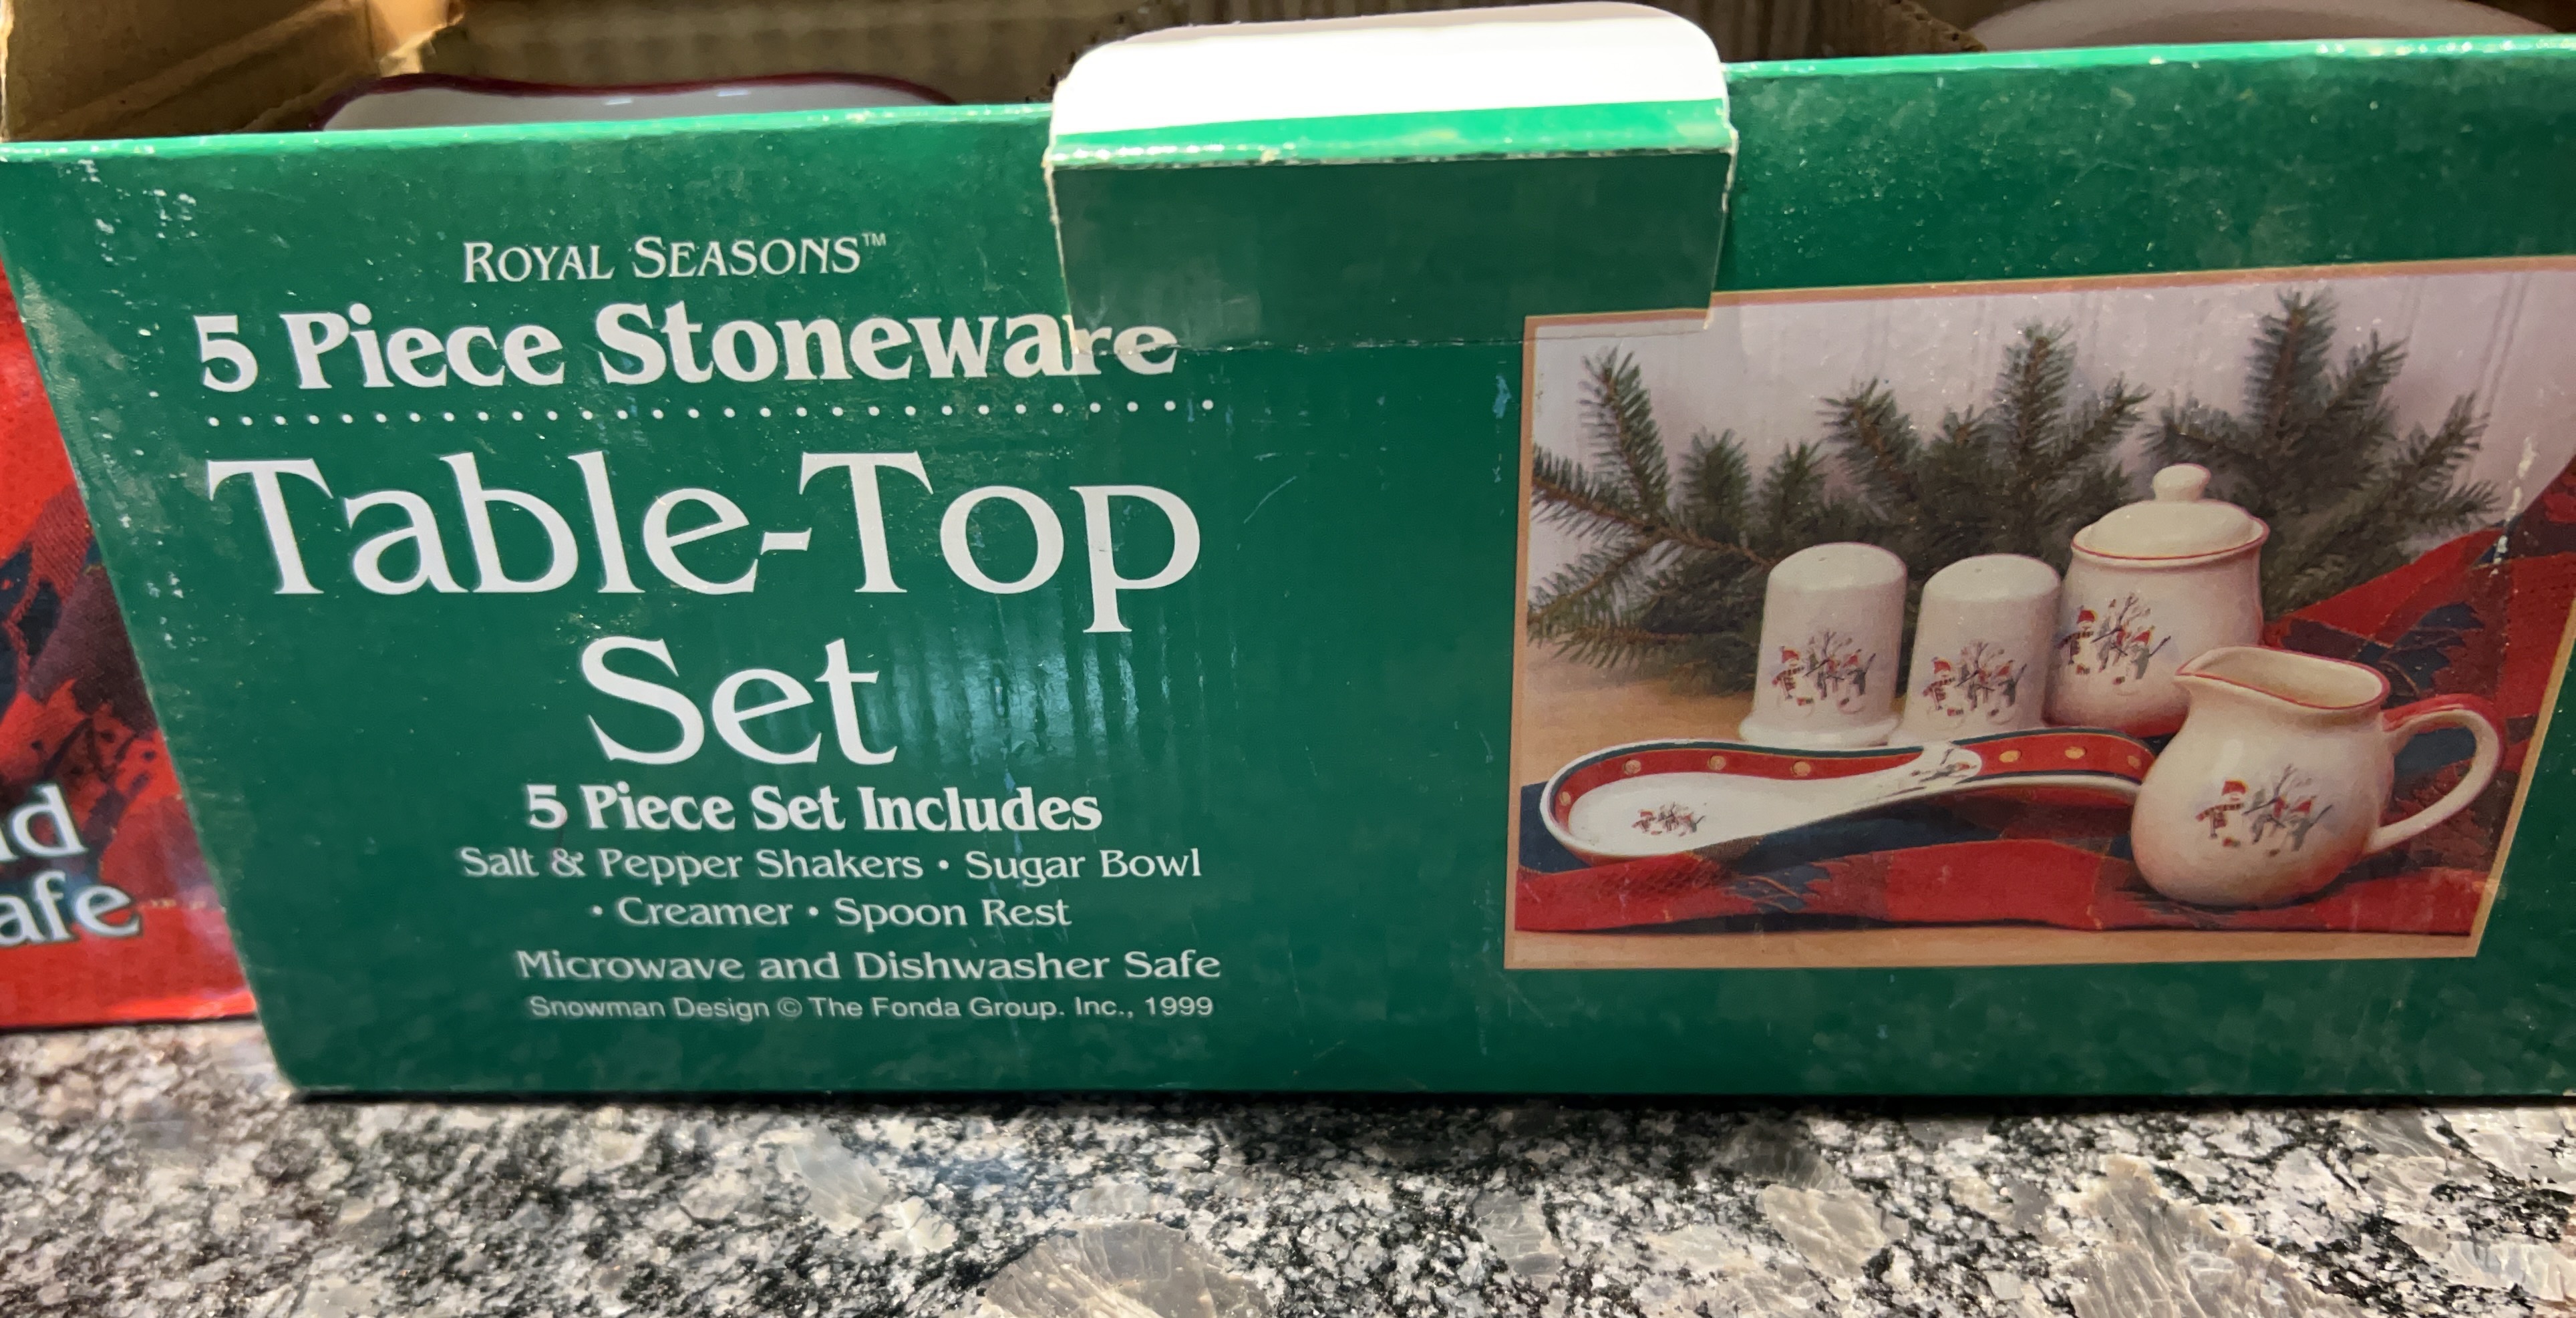 ROYAL SEASONS™
5 Piece Stoneware
Table-Top
Set
5 Piece Set Includes
Salt & Pepper Shakers • Sugar Bowl
• Creamer • Spoon Rest
Microwave and Dishwasher Safe
Snowman Design © The Fonda Group. Inc., 1999